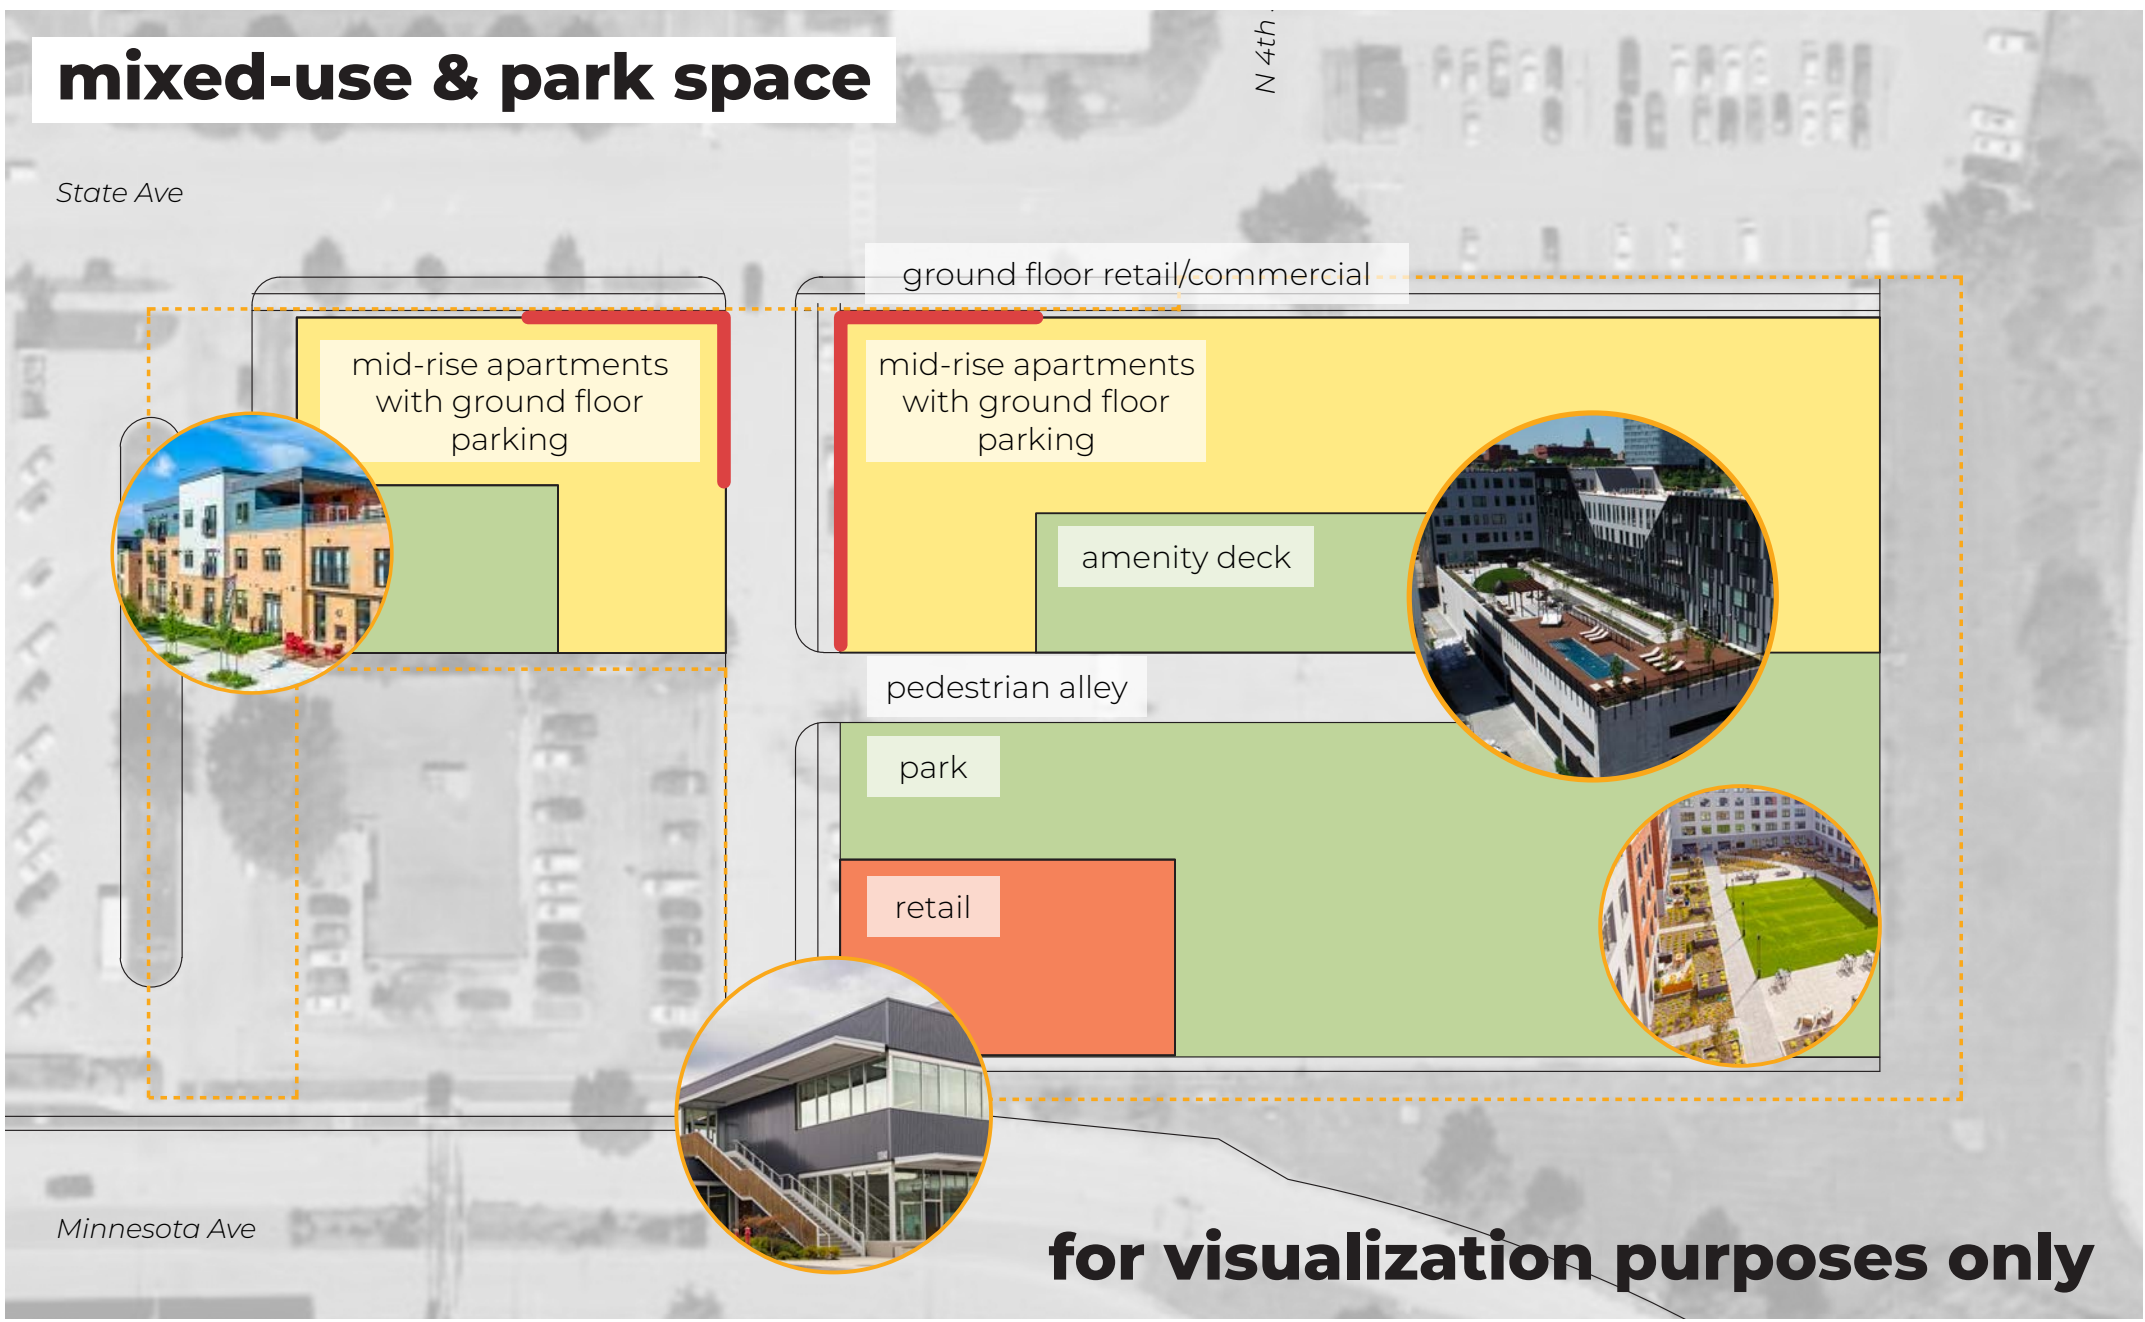 mixed-use & park space
N 4th
State Ave
ground floor retail/commercial
mid-rise apartments
with ground floor
parking
mid-rise apartments
with ground floor
parking
amenity deck
pedestrian alley
park
retail
Minnesota Ave
for visualization purposes only